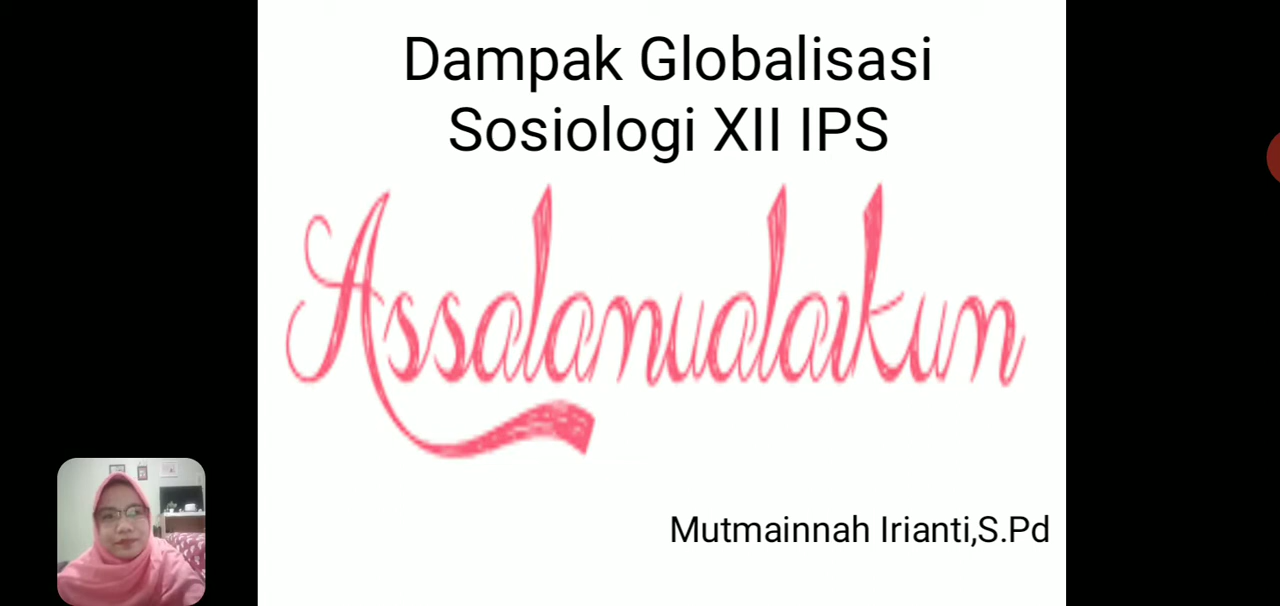 Dampak Globalisasi
Sosiologi XII IPS
Assalamualaikum
Mutmainnah Irianti,S.Pd